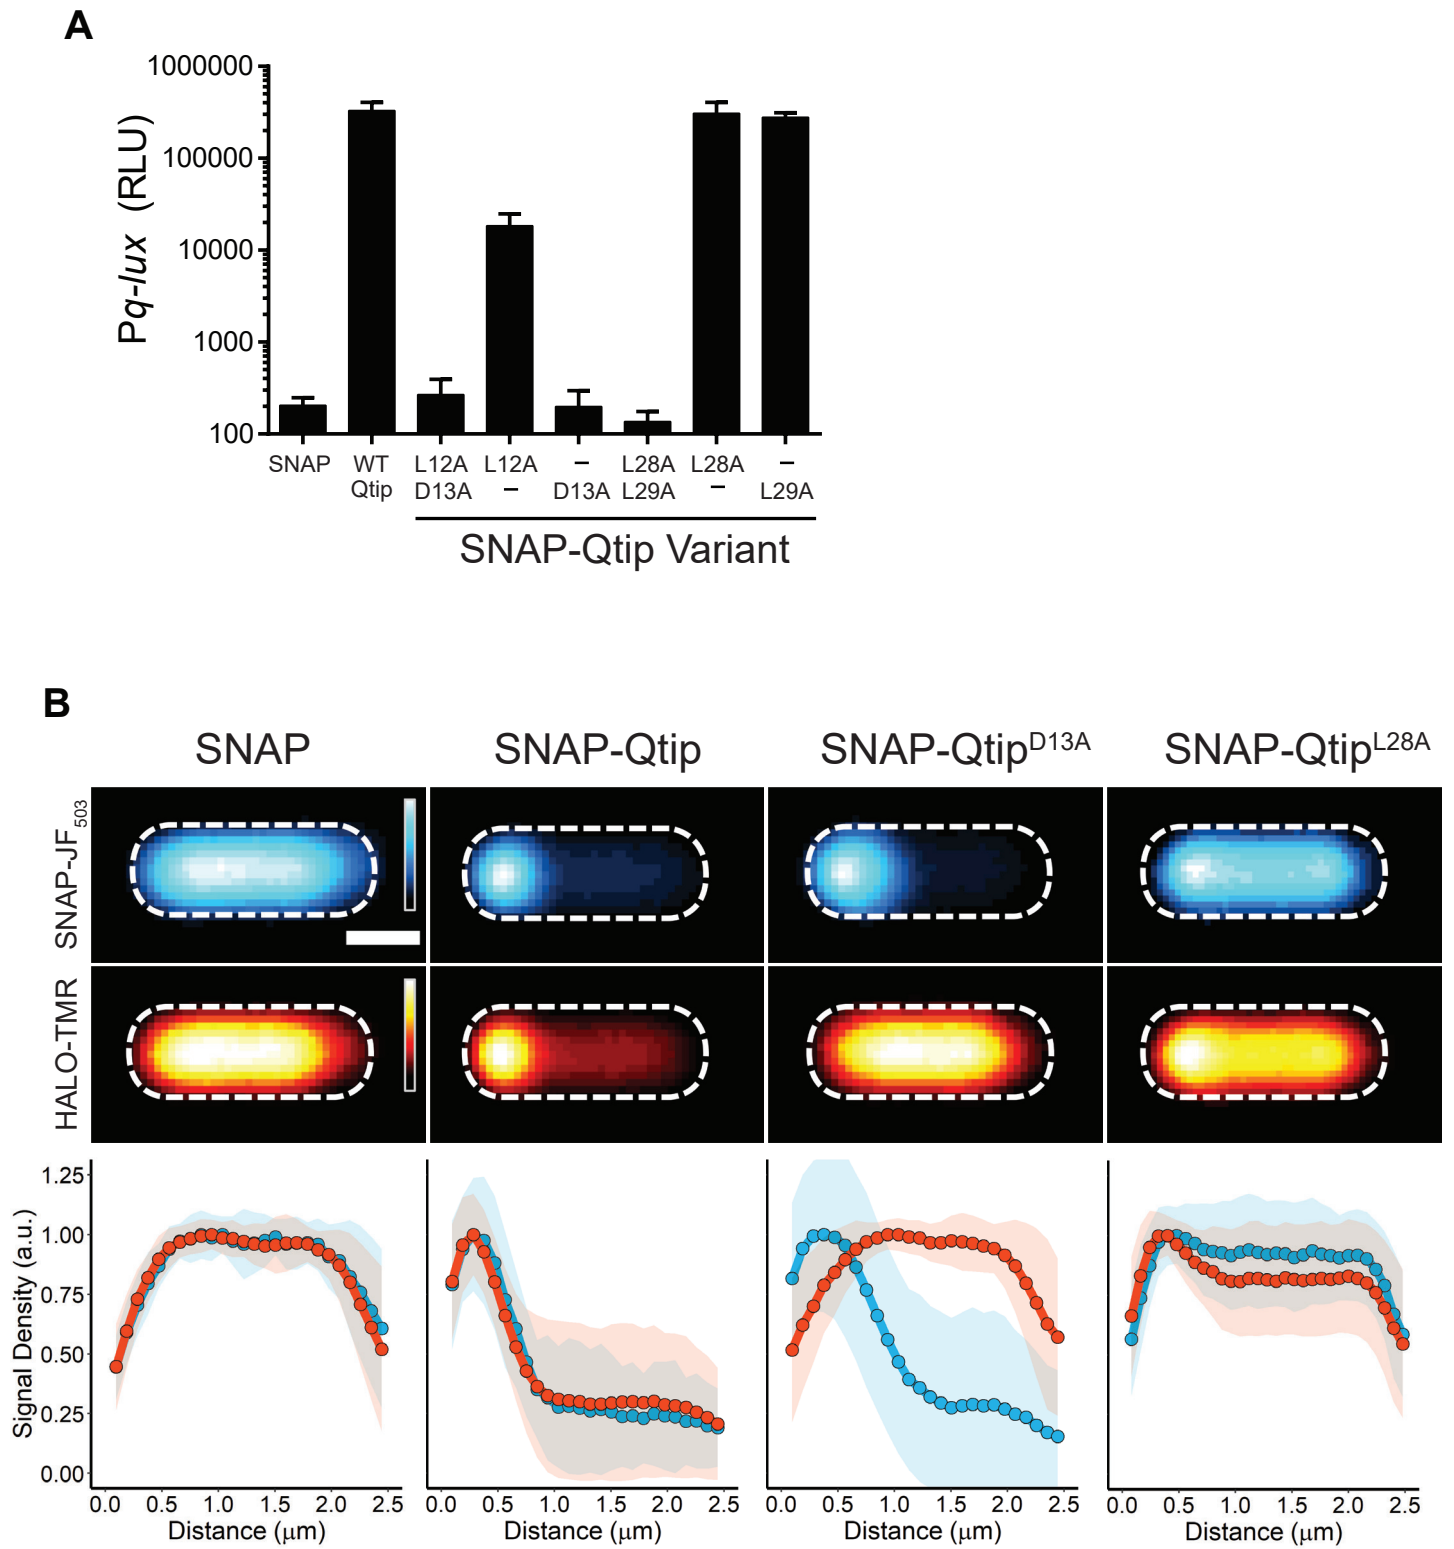 A
1000000
100000
10000
1000
100
Pq-lux (RLU)
SNAP WT L12A L12A – L28A L28A –
Qtip D13A – D13A L29A – L29A
SNAP-Qtip Variant
B
SNAP SNAP-Qtip SNAP-QtipD13A SNAP-QtipL28A
SNAP-JF503
HALO-TMR
Signal Density (a.u.)
1.25
1.00
0.75
0.50
0.25
0.00
0.0 0.5 1.0 1.5 2.0 2.5 0.0 0.5 1.0 1.5 2.0 2.5 0.0 0.5 1.0 1.5 2.0 2.5 0.0 0.5 1.0 1.5 2.0 2.5
Distance (μm) Distance (μm) Distance (μm) Distance (μm)